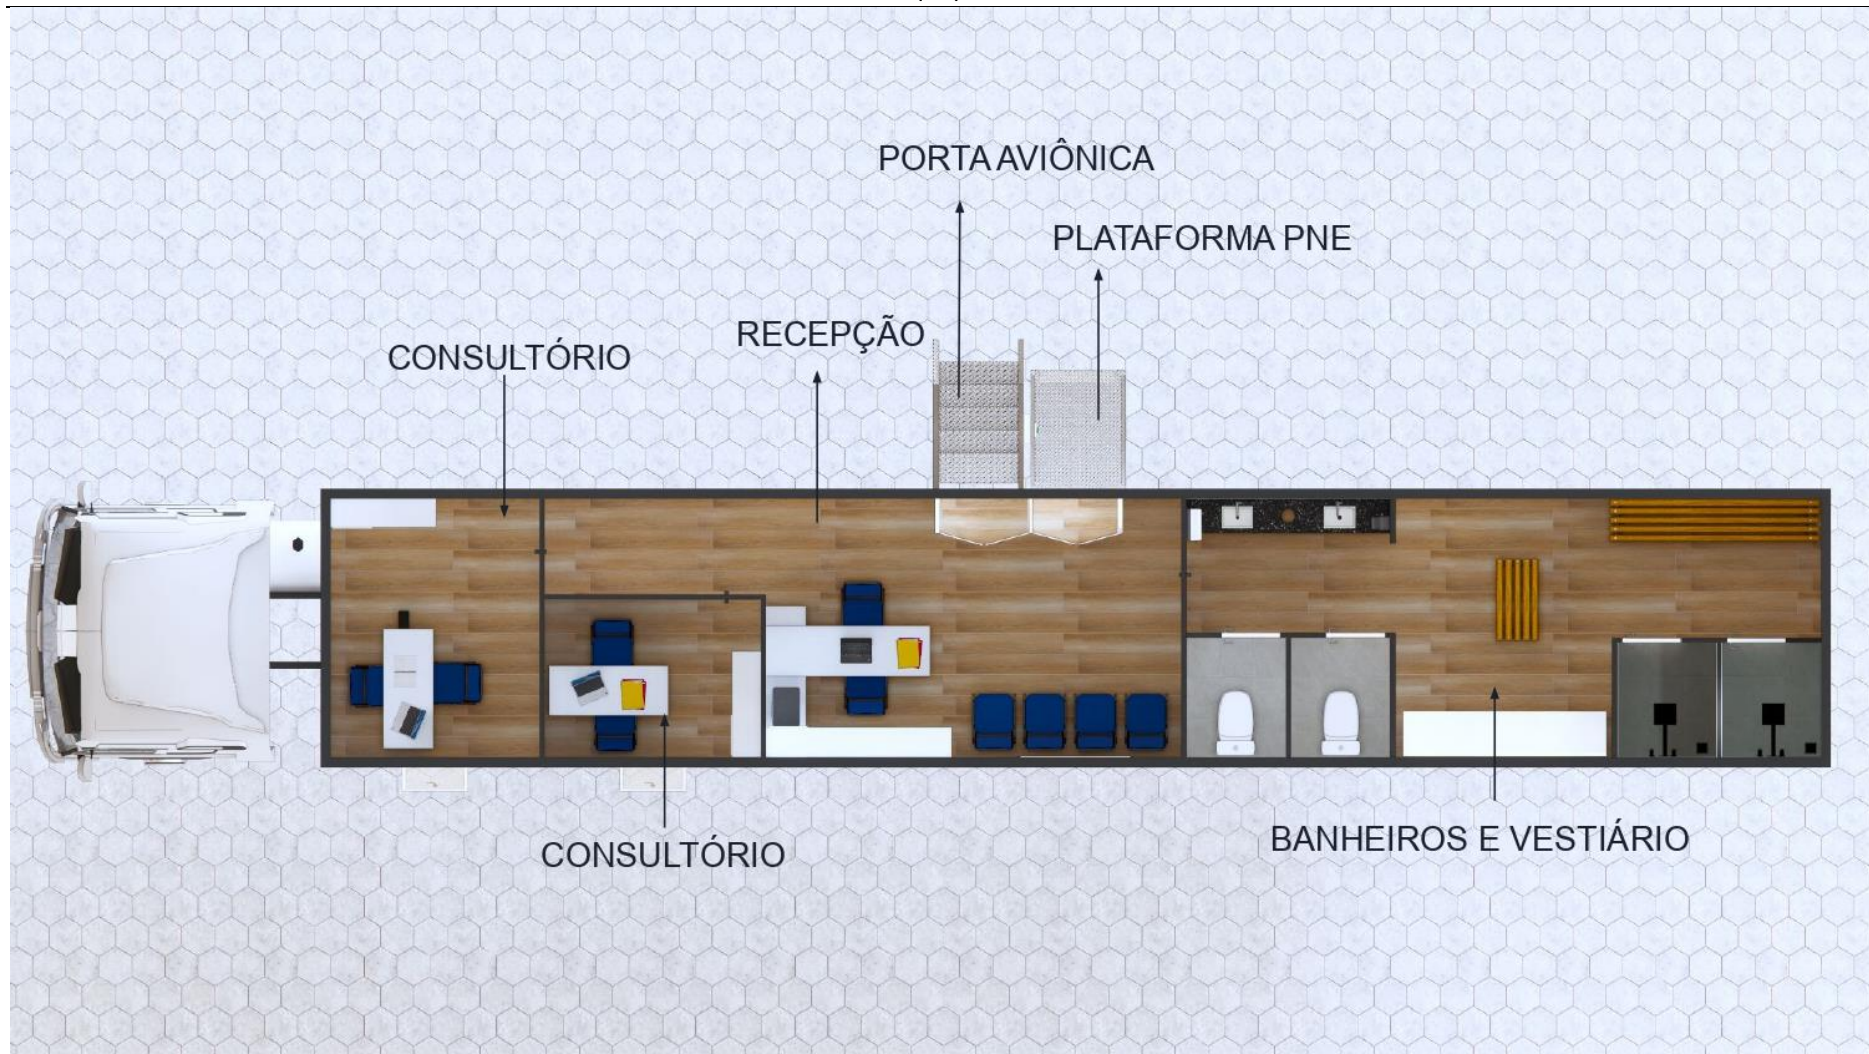 PORTA AVIÔNICA
PLATAFORMA PNE
RECEPÇÃO
CONSULTÓRIO
CONSULTÓRIO
BANHEIROS E VESTIÁRIO